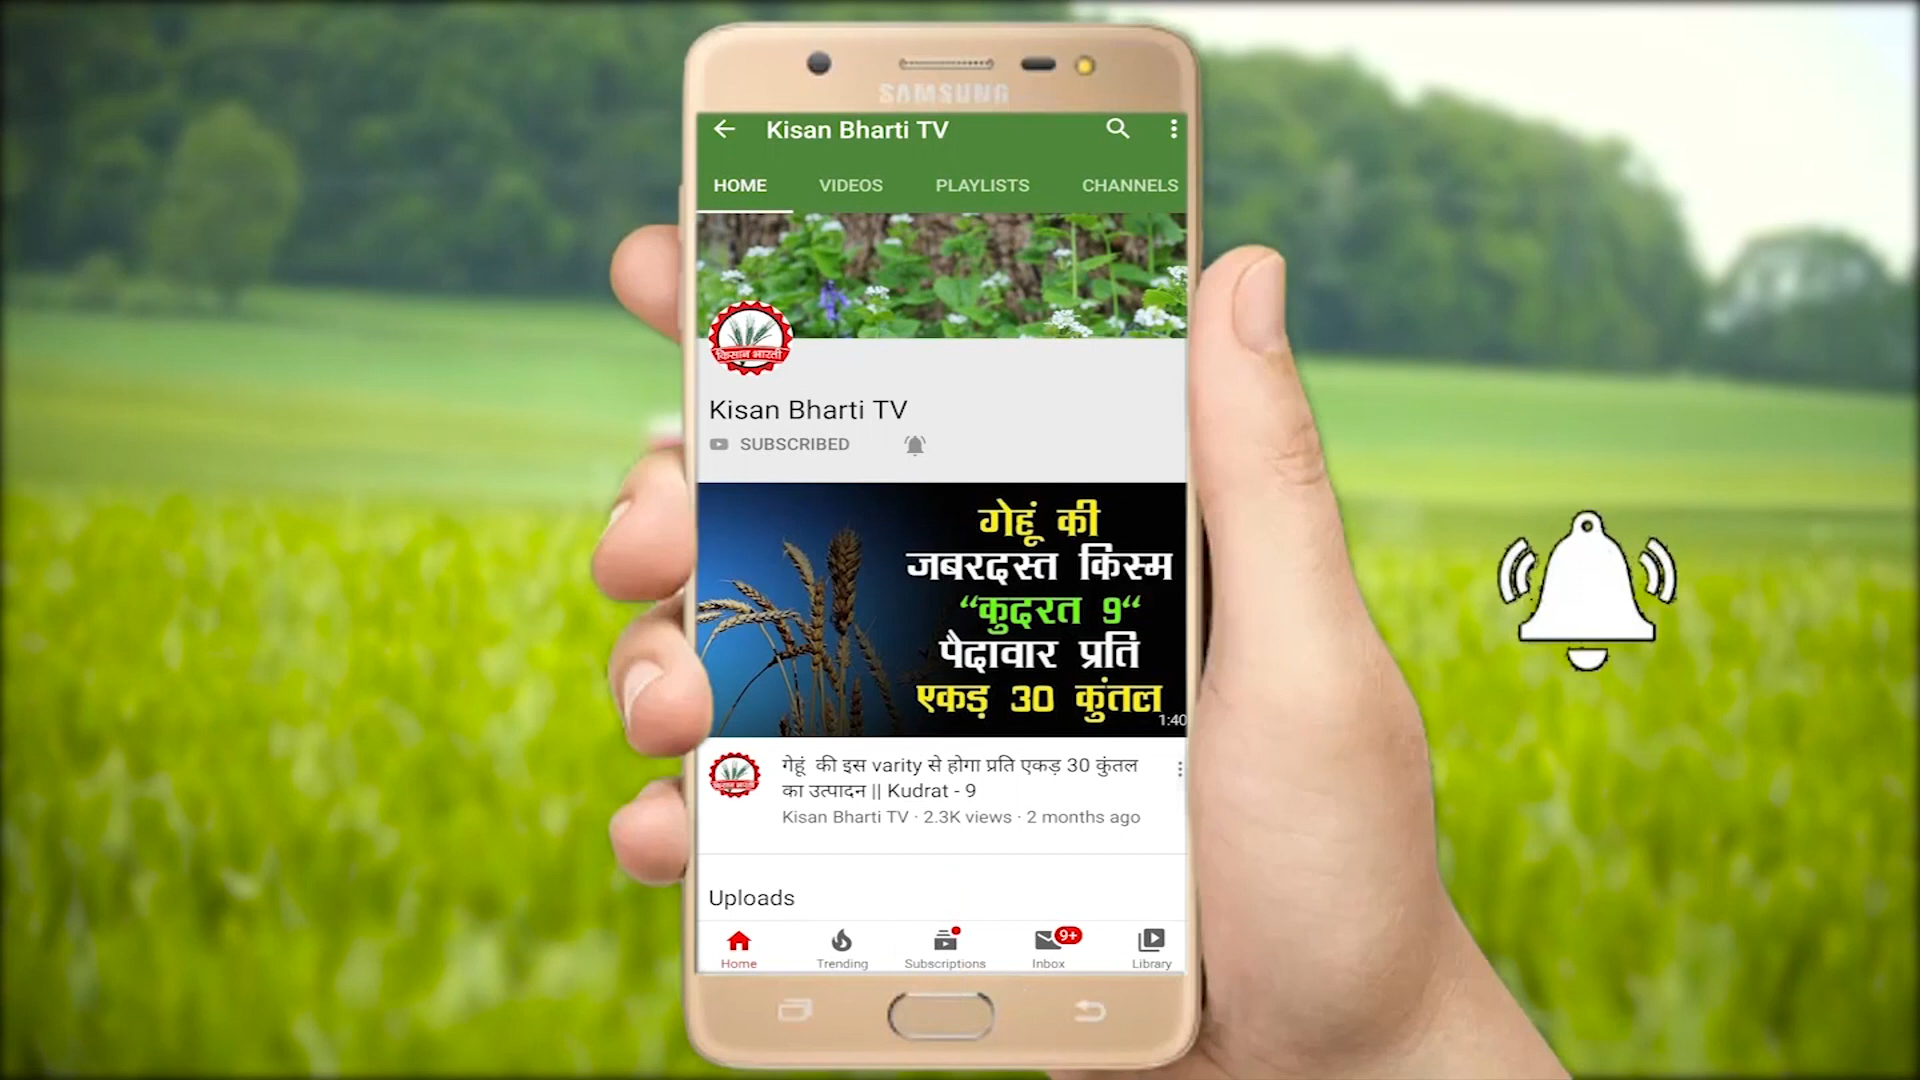 SAMSUNG
Kisan Bharti TV
HOME VIDEOS PLAYLISTS CHANNELS
किसान भारती
Kisan Bharti TV
SUBSCRIBED
गेहूं की
जबरदस्त किस्म
“कुदरत 9“
पैदावार प्रति
एकड़ 30 कुंतल
1:40
गेहूं की इस varity से होगा प्रति एकड़ 30 कुंतल
का उत्पादन || Kudrat - 9
Kisan Bharti TV · 2.3K views · 2 months ago
Uploads
9+
Home Trending Subscriptions Inbox Library